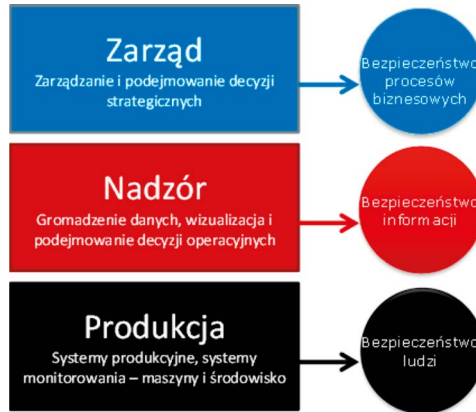 Zarząd
Zarządzanie i podejmowanie decyzji
strategicznych
Bezpieczeństwo
procesów
biznesowych
Nadzór
Gromadzenie danych, wizualizacja i
podejmowanie decyzji operacyjnych
Bezpieczeństwo
informacji
Produkcja
Systemy produkcyjne, systemy
monitorowania – maszyny i środowisko
Bezpieczeństwo
ludzi